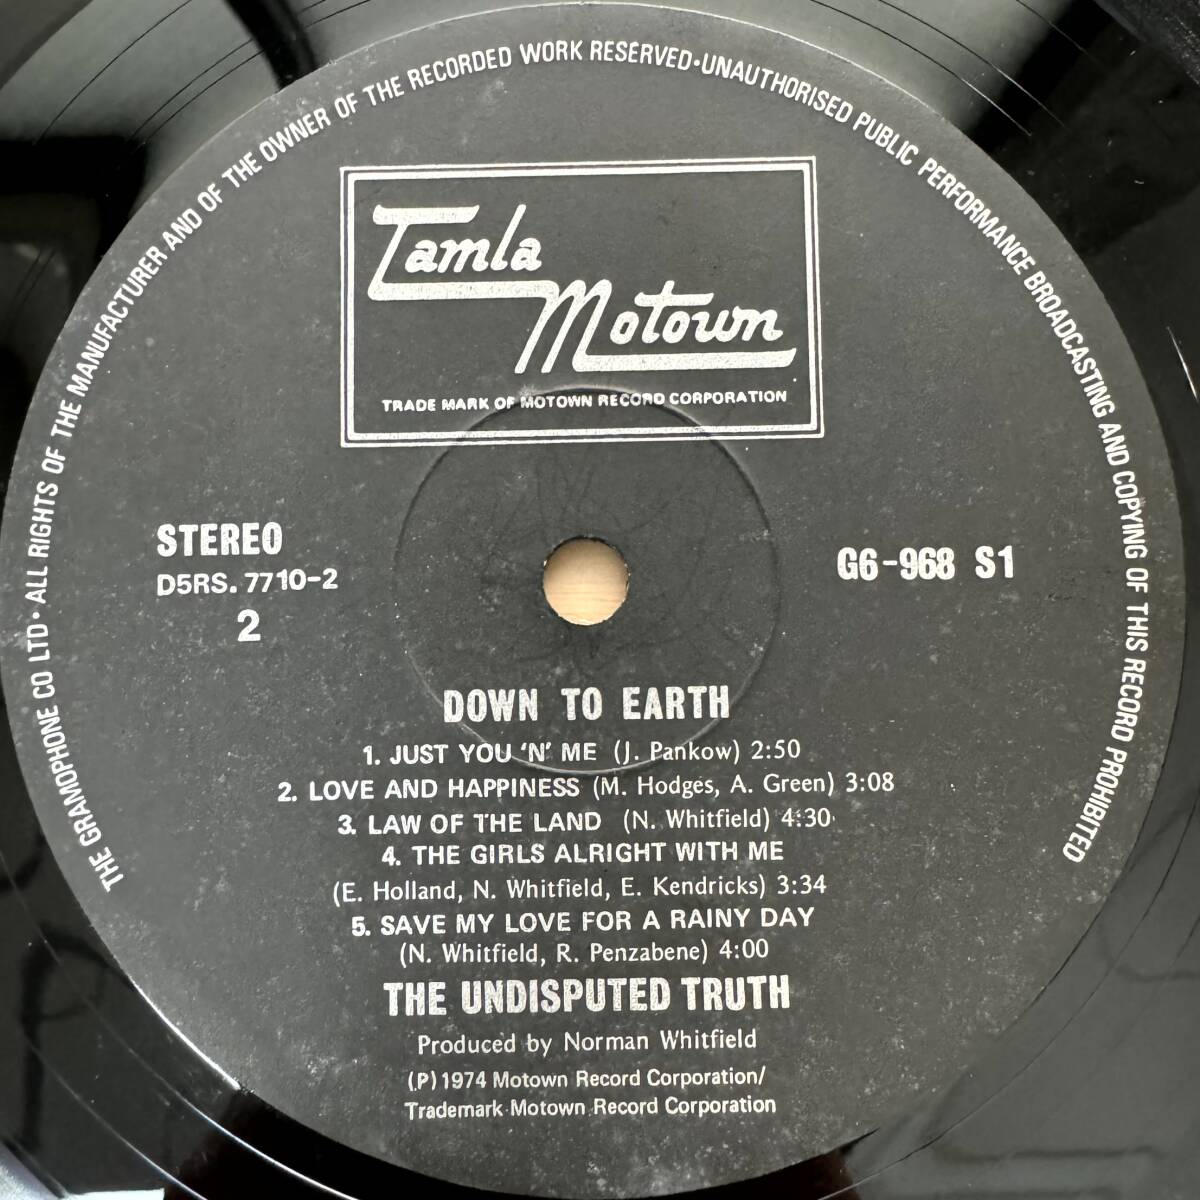 THE GRAMOPHONE CO LTD · ALL RIGHTS OF THE MANUFACTURER AND OF THE OWNER OF THE RECORDED WORK RESERVED · UNAUTHORISED PUBLIC PERFORMANCE BROADCASTING AND COPYING OF THIS RECORD PROHIBITED
Tamla
Motown
TRADE MARK OF MOTOWN RECORD CORPORATION
STEREO
D5RS. 7710-2
2
G6-968 S1
DOWN TO EARTH
1. JUST YOU 'N' ME (J. Pankow) 2:50
2. LOVE AND HAPPINESS (M. Hodges, A. Green) 3:08
3. LAW OF THE LAND (N. Whitfield) 4:30
4. THE GIRLS ALRIGHT WITH ME
(E. Holland, N. Whitfield, E. Kendricks) 3:34
5. SAVE MY LOVE FOR A RAINY DAY
(N. Whitfield, R. Penzabene) 4:00
THE UNDISPUTED TRUTH
Produced by Norman Whitfield
(P) 1974 Motown Record Corporation/
Trademark Motown Record Corporation